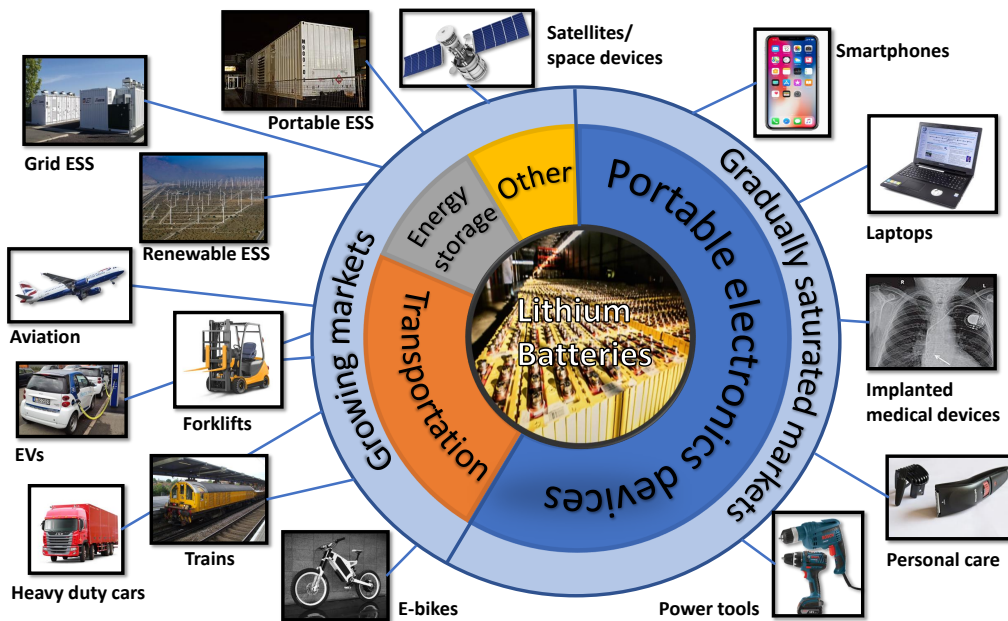 Satellites/
space devices
Smartphones
Portable ESS
Grid ESS
Renewable ESS
Laptops
Aviation
Forklifts
Implanted
medical devices
EVs
Trains
Heavy duty cars
E-bikes
Power tools
Personal care
Growing markets
Gradually saturated markets
Other
Energy
storage
Transportation
Portable electronics devices
Lithium
Batteries
R
L